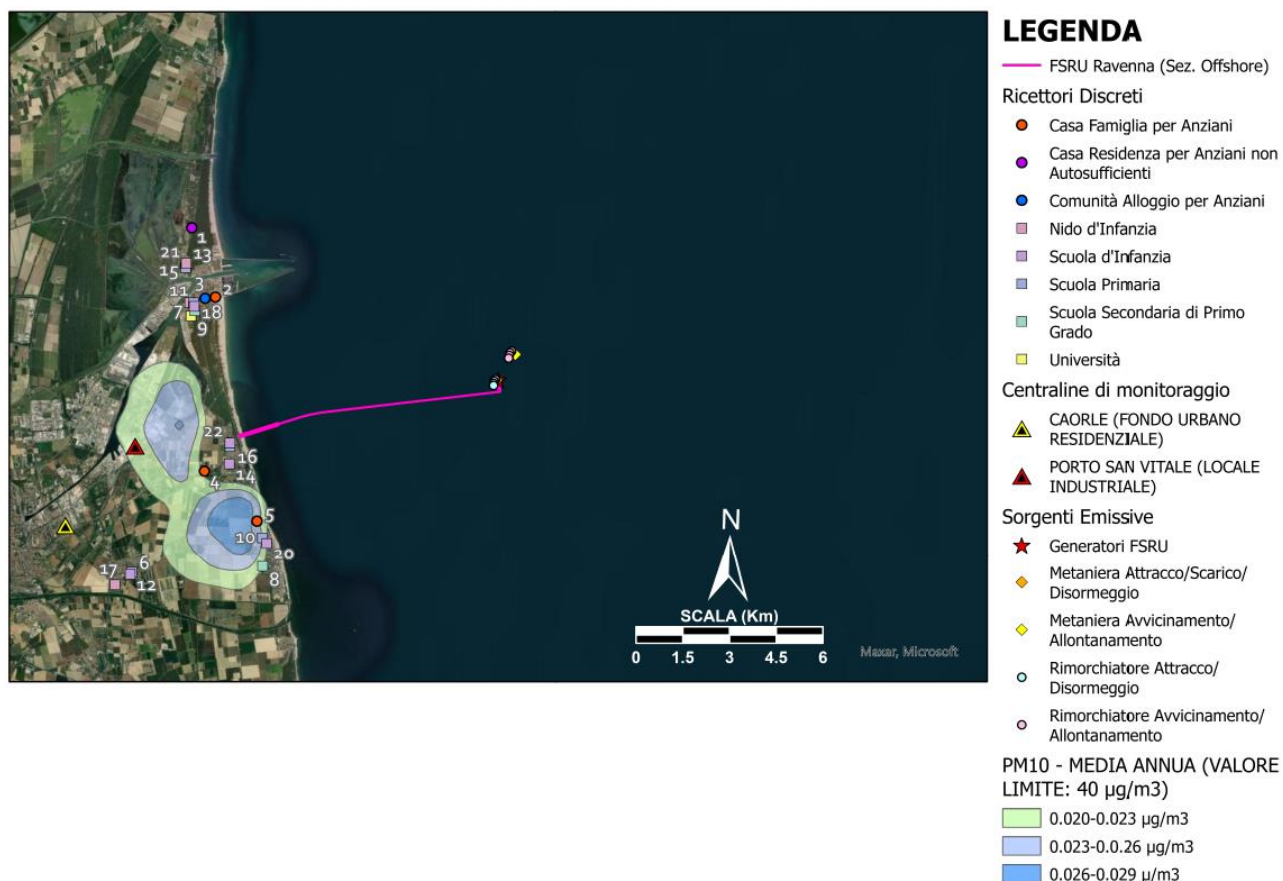 LEGENDA
FSRU Ravenna (Sez. Offshore)
Ricettori Discreti
Casa Famiglia per Anziani
Casa Residenza per Anziani non
Autosufficienti
Comunità Alloggio per Anziani
Nido d'Infanzia
Scuola d'Infanzia
Scuola Primaria
Scuola Secondaria di Primo
Grado
Università
Centraline di monitoraggio
CAORLE (FONDO URBANO
RESIDENZIALE)
PORTO SAN VITALE (LOCALE
INDUSTRIALE)
Sorgenti Emissive
Generatori FSRU
Metaniera Attracco/Scarico/
Disormeggio
Metaniera Avvicinamento/
Allontanamento
Rimorchiatore Attracco/
Disormeggio
Rimorchiatore Avvicinamento/
Allontanamento
PM10 - MEDIA ANNUA (VALORE
LIMITE: 40 µg/m3)
0.020-0.023 µg/m3
0.023-0.0.26 µg/m3
0.026-0.029 µ/m3
1
21 13
15
3 2
11
7 18
9
22
16
14
4
5
10
20
8
17 6
12
N
SCALA (Km)
0 1.5 3 4.5 6
Maxar, Microsoft